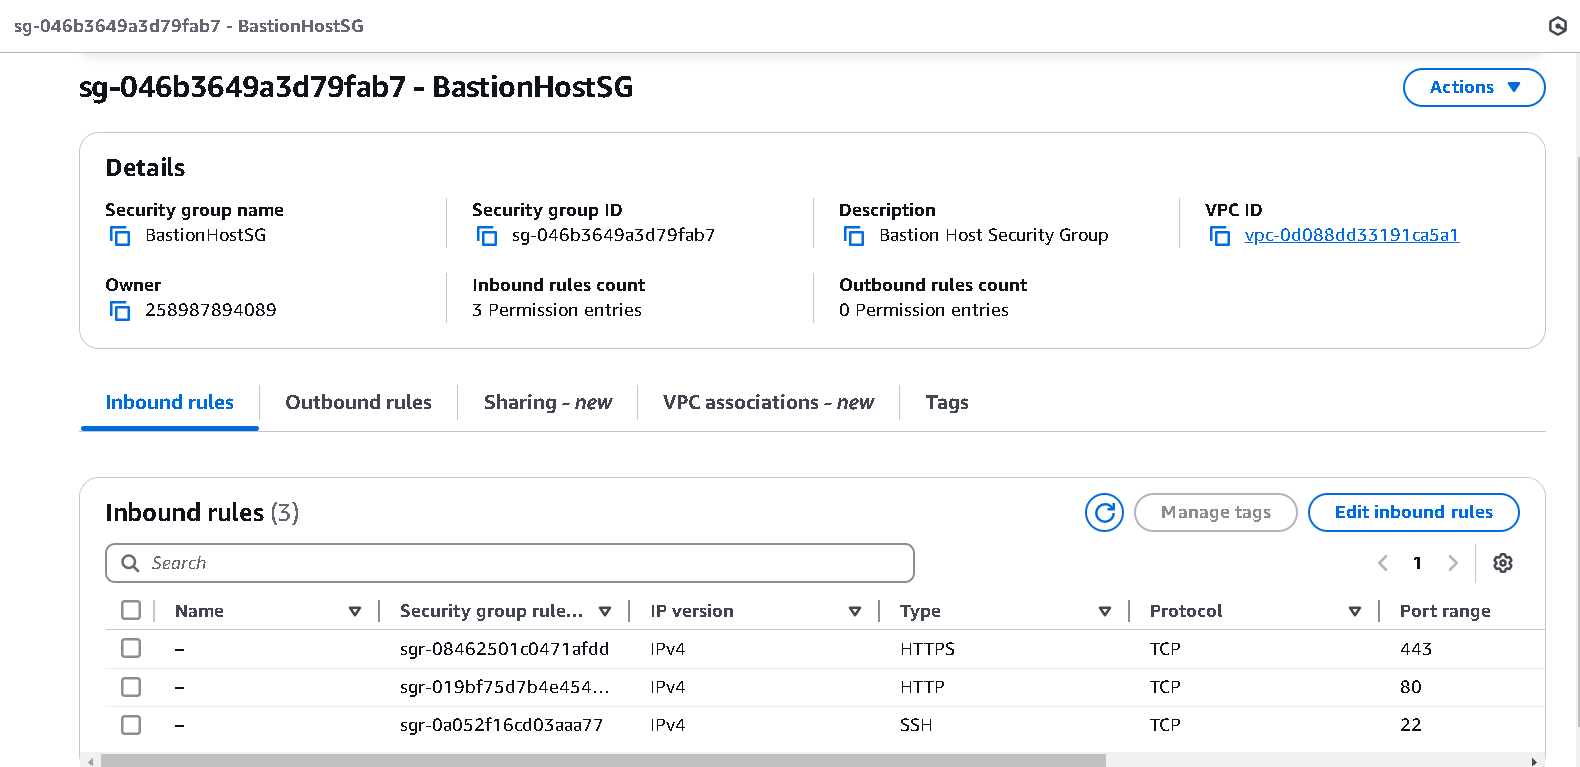 sg-046b3649a3d79fab7 - BastionHostSG
sg-046b3649a3d79fab7 - BastionHostSG
Actions
Details
Security group name
BastionHostSG
Security group ID
sg-046b3649a3d79fab7
Description
Bastion Host Security Group
VPC ID
vpc-0d088dd33191ca5a1
Owner
258987894089
Inbound rules count
3 Permission entries
Outbound rules count
0 Permission entries
Inbound rules Outbound rules Sharing - new VPC associations - new Tags
Inbound rules (3)
Manage tags
Edit inbound rules
Search
1
Name Security group rule... IP version Type Protocol Port range
– sgr-08462501c0471afdd IPv4 HTTPS TCP 443
– sgr-019bf75d7b4e454... IPv4 HTTP TCP 80
– sgr-0a052f16cd03aaa77 IPv4 SSH TCP 22